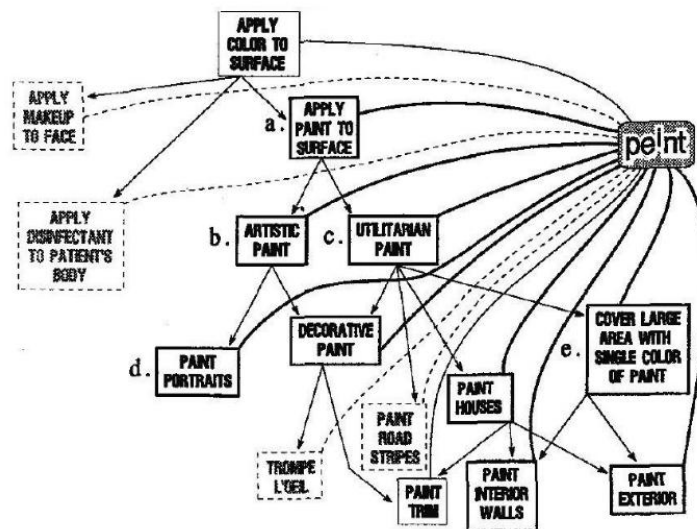 APPLY
COLOR TO
SURFACE
APPLY
MAKEUP
TO FACE
a.
APPLY
PAINT TO
SURFACE
pe!nt
APPLY
DISINFECTANT
TO PATIENT'S
BODY
b.
ARTISTIC
PAINT
c.
UTILITARIAN
PAINT
d.
PAINT
PORTRAITS
DECORATIVE
PAINT
e.
COVER LARGE
AREA WITH
SINGLE COLOR
OF PAINT
PAINT
HOUSES
PAINT
ROAD
STRIPES
TROMPE
L'OEIL
PAINT
TRIM
PAINT
INTERIOR
WALLS
PAINT
EXTERIOR